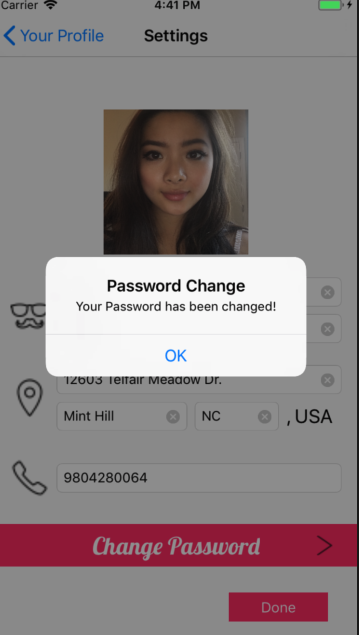 Carrier 4:41 PM
Your Profile Settings
Password Change
Your Password has been changed!
OK
12603 Telfair Meadow Dr.
Mint Hill NC , USA
9804280064
Change Password
Done